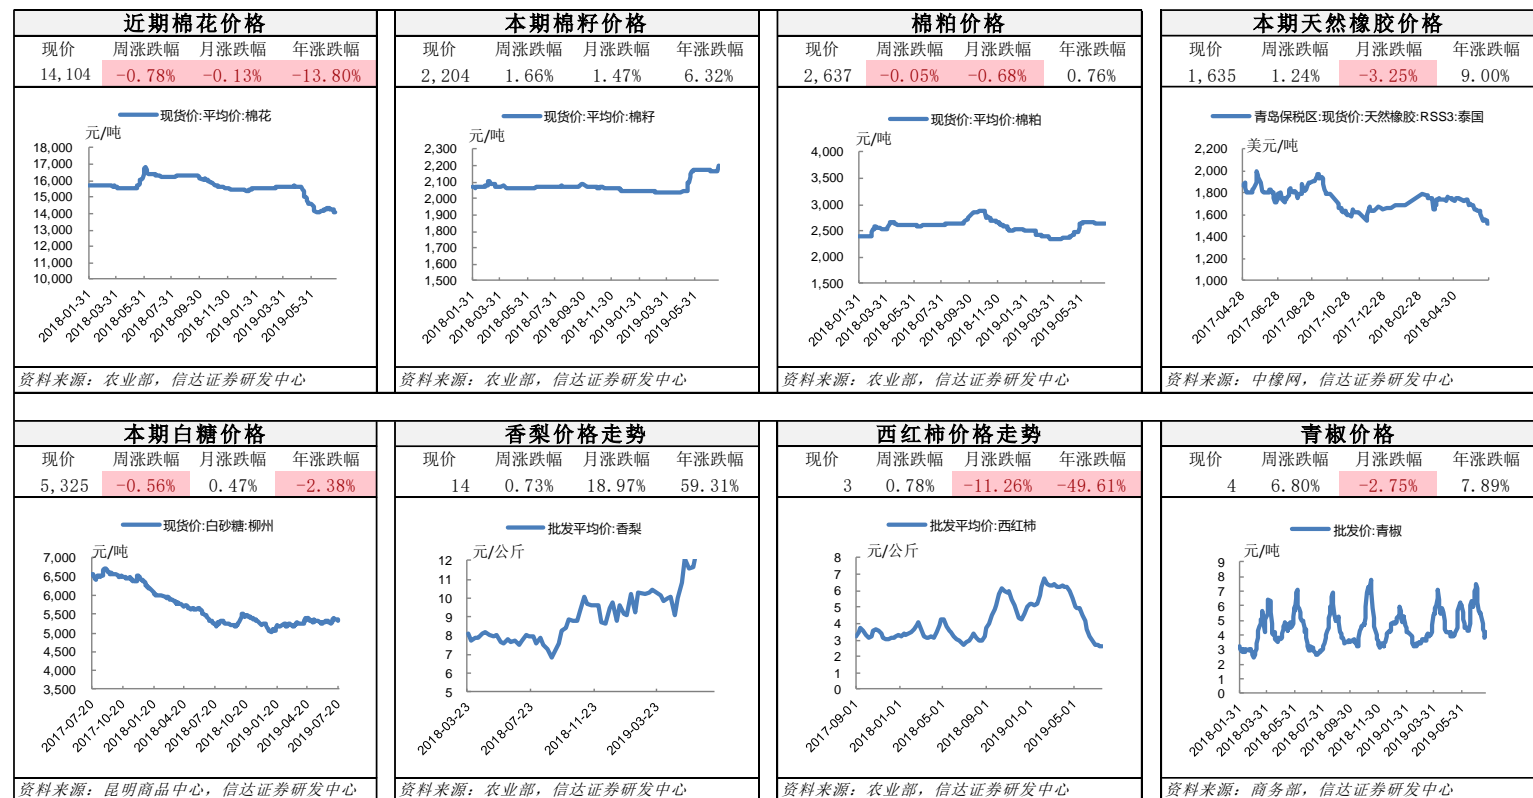 近期棉花价格
现价 周涨跌幅 月涨跌幅 年涨跌幅
14,104 -0.78% -0.13% -13.80%
现货价:平均价:棉花
元/吨
18,000
17,000
16,000
15,000
14,000
13,000
12,000
11,000
10,000
2018-01-31 2018-03-31 2018-05-31 2018-07-31 2018-09-30 2018-11-30 2019-01-31 2019-03-31 2019-05-31
资料来源：农业部，信达证券研发中心
本期棉籽价格
现价 周涨跌幅 月涨跌幅 年涨跌幅
2,204 1.66% 1.47% 6.32%
现货价:平均价:棉籽
元/吨
2,300
2,200
2,100
2,000
1,900
1,800
1,700
1,600
1,500
2018-01-31 2018-03-31 2018-05-31 2018-07-31 2018-09-30 2018-11-30 2019-01-31 2019-03-31 2019-05-31
资料来源：农业部，信达证券研发中心
棉粕价格
现价 周涨跌幅 月涨跌幅 年涨跌幅
2,637 -0.05% -0.68% 0.76%
现货价:平均价:棉粕
元/吨
4,000
3,500
3,000
2,500
2,000
1,500
2018-01-31 2018-03-31 2018-05-31 2018-07-31 2018-09-30 2018-11-30 2019-01-31 2019-03-31 2019-05-31
资料来源：农业部，信达证券研发中心
本期天然橡胶价格
现价 周涨跌幅 月涨跌幅 年涨跌幅
1,635 1.24% -3.25% 9.00%
青岛保税区:现货价:天然橡胶:RSS3:泰国
美元/吨
2,200
2,000
1,800
1,600
1,400
1,200
1,000
2017-04-28 2017-06-28 2017-08-28 2017-10-28 2017-12-28 2018-02-28 2018-04-30
资料来源：中橡网，信达证券研发中心
本期白糖价格
现价 周涨跌幅 月涨跌幅 年涨跌幅
5,325 -0.56% 0.47% -2.38%
现货价:白砂糖:柳州
元/吨
7,000
6,500
6,000
5,500
5,000
4,500
4,000
3,500
2017-07-20 2017-10-20 2018-01-20 2018-04-20 2018-07-20 2018-10-20 2019-01-20 2019-04-20 2019-07-20
资料来源：昆明商品中心，信达证券研发中心
香梨价格走势
现价 周涨跌幅 月涨跌幅 年涨跌幅
14 0.73% 18.97% 59.31%
批发平均价:香梨
元/公斤
12
11
10
9
8
7
6
5
2018-03-23 2018-07-23 2018-11-23 2019-03-23
资料来源：农业部，信达证券研发中心
西红柿价格走势
现价 周涨跌幅 月涨跌幅 年涨跌幅
3 0.78% -11.26% -49.61%
批发平均价:西红柿
元/公斤
8
7
6
5
4
3
2
1
0
2017-09-01 2018-01-01 2018-05-01 2018-09-01 2019-01-01 2019-05-01
资料来源：农业部，信达证券研发中心
青椒价格
现价 周涨跌幅 月涨跌幅 年涨跌幅
4 6.80% -2.75% 7.89%
批发价:青椒
元/吨
9
8
7
6
5
4
3
2
1
0
2018-01-31 2018-03-31 2018-05-31 2018-07-31 2018-09-30 2018-11-30 2019-01-31 2019-03-31 2019-05-31
资料来源：商务部，信达证券研发中心